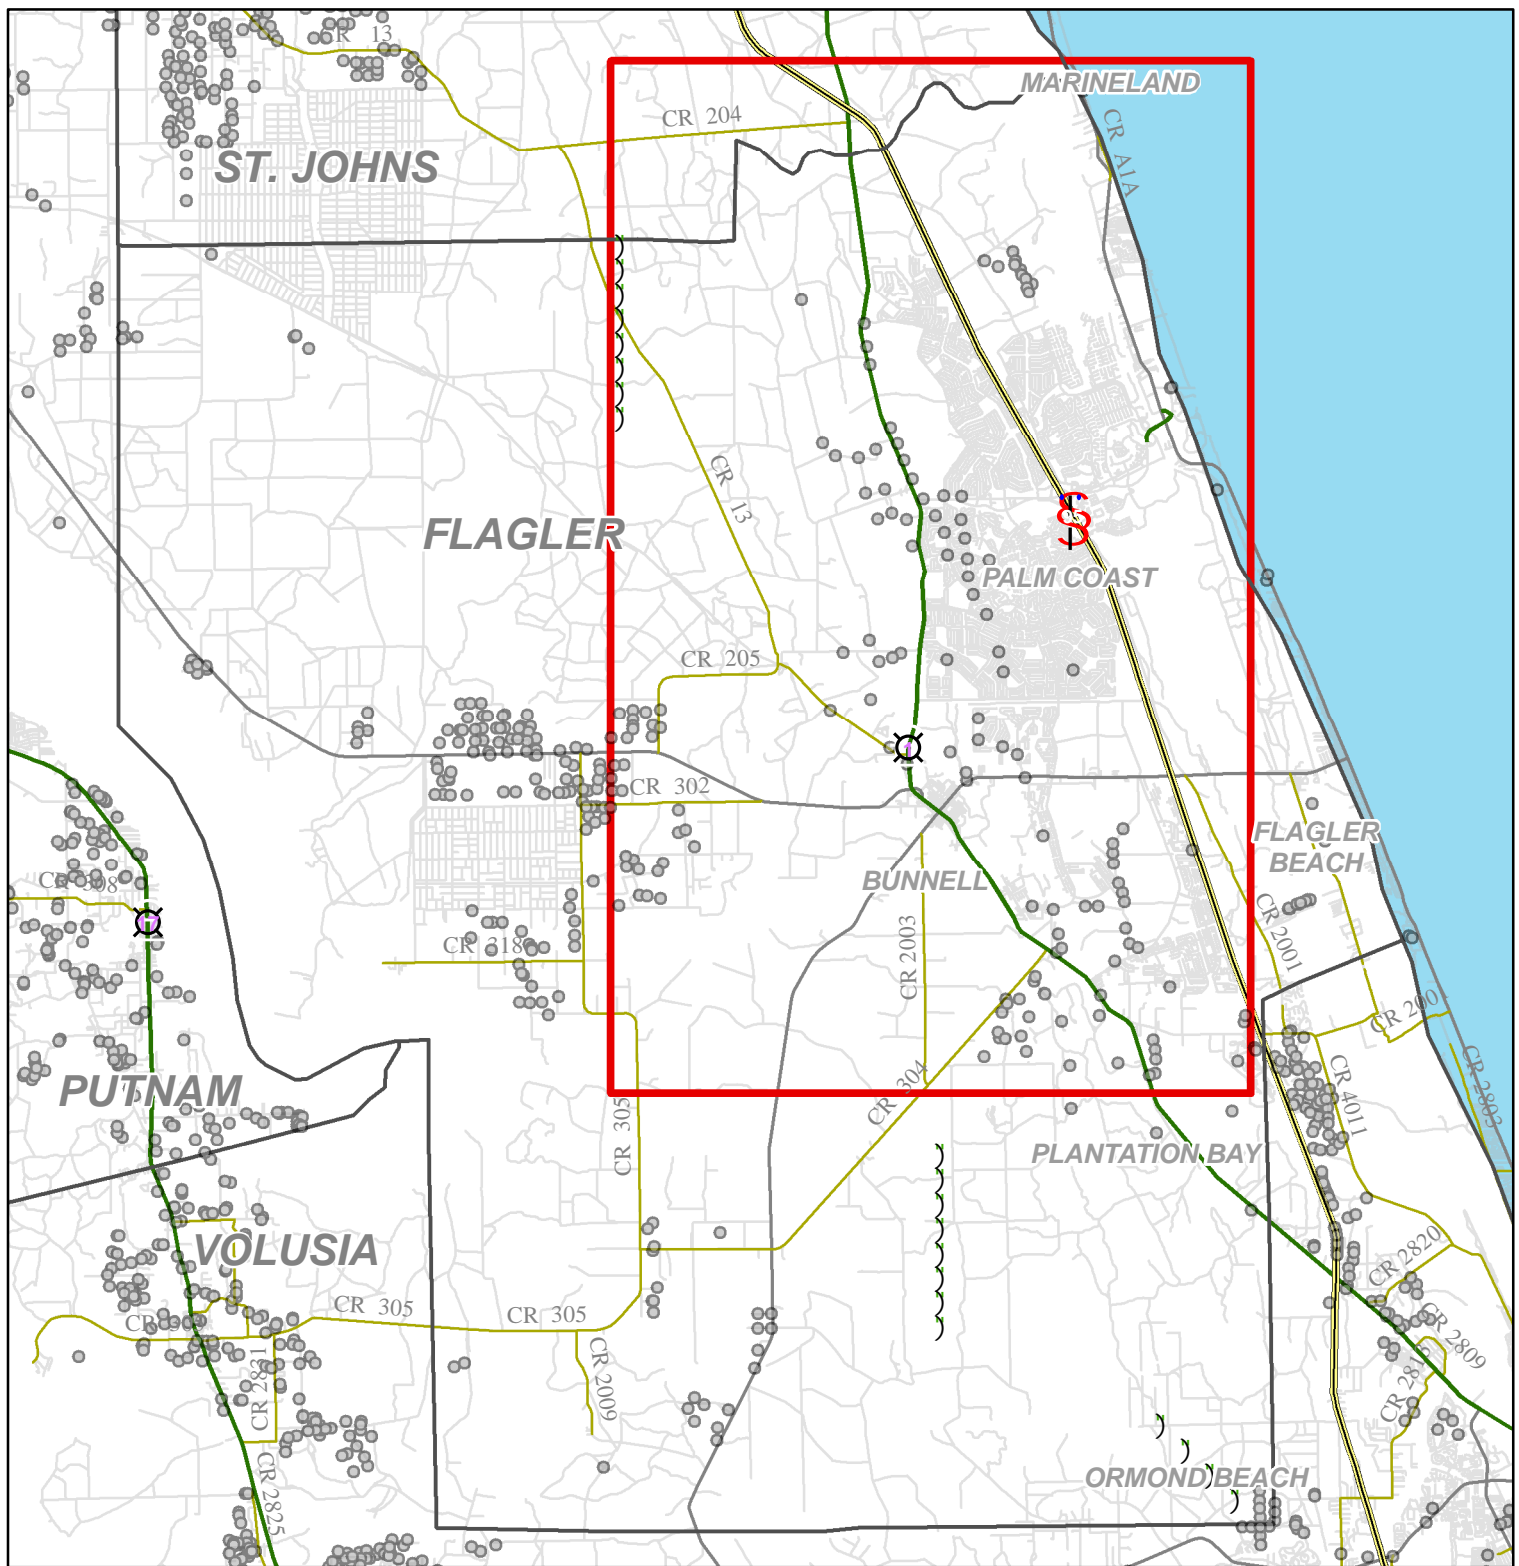 CR 13
MARINELAND
CR 204
CR A1A
ST. JOHNS
CR 13
FLAGLER
PALM COAST
CR 205
CR 302
FLAGLER
BEACH
BUNNELL
CR 308
CR 2001
CR 318
CR 2003
CR 2001
CR 304
CR 4011
CR 2803
PUTNAM
CR 305
PLANTATION BAY
VOLUSIA
CR 2820
CR 305
CR 305
CR 2809
CR 2831
CR 2009
ORMOND BEACH
CR 2825